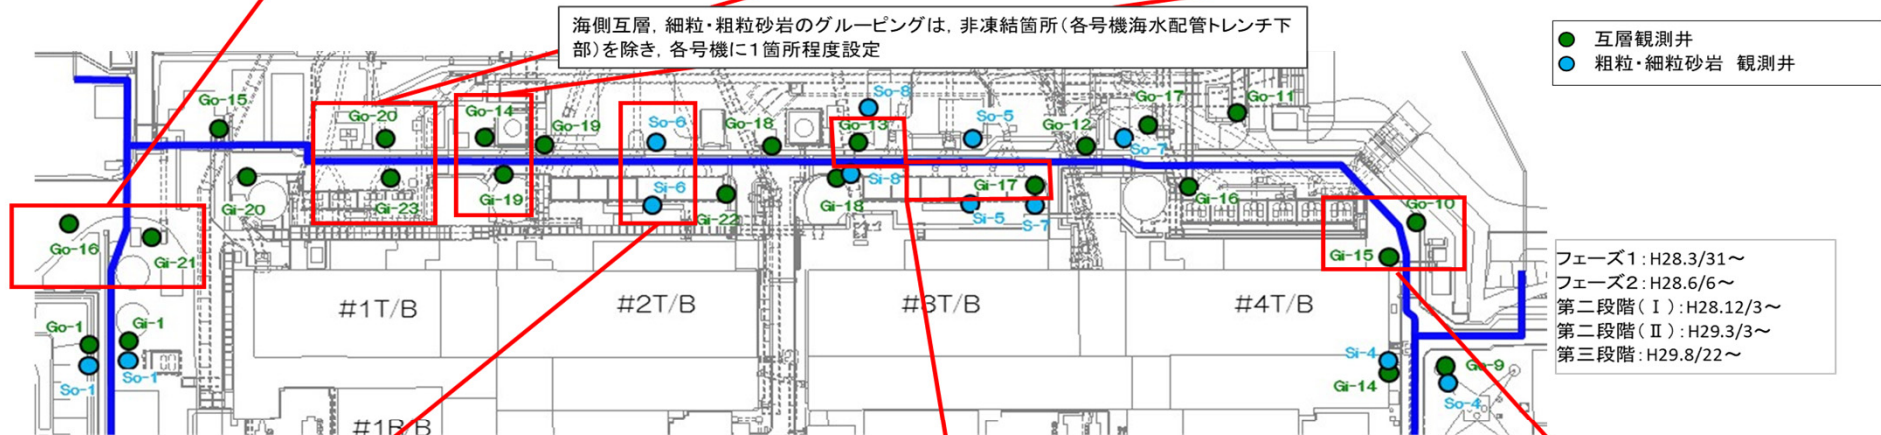 海側互層, 細粒・粗粒砂岩のグルーピングは, 非凍結箇所(各号機海水配管トレンチ下
部)を除き, 各号機に1箇所程度設定
互層観測井
粗粒・細粒砂岩 観測井
Go-15
Go-20
Go-14
Go-19
So-6
Go-18
So-8
Go-13
So-5
Go-12
Go-17
So-7
Go-11
Gi-20
Gi-23
Gi-19
Si-6
Gi-22
Gi-18
Si-8
Gi-17
Si-5
S-7
Gi-16
Go-10
Gi-15
Go-16
Gi-21
#1T/B
#2T/B
#3T/B
#4T/B
フェーズ1:H28.3/31～
フェーズ2:H28.6/6～
第二段階(Ⅰ):H28.12/3～
第二段階(Ⅱ):H29.3/3～
第三段階:H29.8/22～
Go-1
Gi-1
So-1
So-1
Si-4
Gi-14
Go-9
So-4
#1R/B